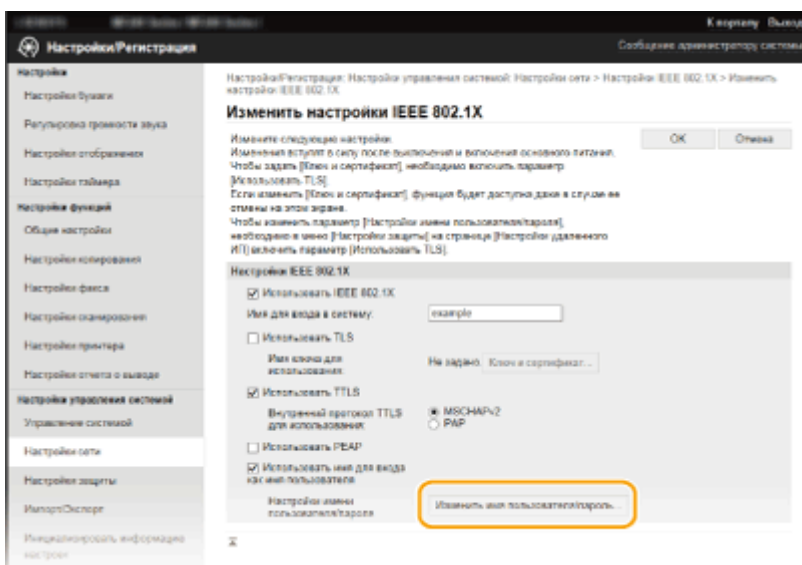 К порталу Выход
Настройки/Регистрация
Сообщение администратору системы
Настройка
Настройки бумаги
Регулировка громкости звука
Настройки отображения
Настройки таймера
Настройка функций
Общие настройки
Настройки копирования
Настройки факса
Настройки сканирования
Настройки принтера
Настройки отчета о выводе
Настройки управления системой
Управление системой
Настройки сети
Настройки защиты
Импорт/Экспорт
Инициализировать информацию
настроек
Настройки/Регистрация: Настройки управления системой: Настройки сети > Настройки IEEE 802.1X > Изменить
настройки IEEE 802.1X
Изменить настройки IEEE 802.1X
Измените следующие настройки.
OK Отмена
Изменения вступят в силу после выключения и включения основного питания.
Чтобы задать [Ключ и сертификат], необходимо включить параметр
[Использовать TLS].
Если изменить [Ключ и сертификат], функция будет доступна даже в случае ее
отмены на этом экране.
Чтобы изменить параметр [Настройки имени пользователя/пароля],
необходимо в меню [Настройки защиты] на странице [Настройки удаленного
ИП] включить параметр [Использовать TLS].
Настройки IEEE 802.1X
Использовать IEEE 802.1X
Имя для входа в систему: example
Использовать TLS
Имя ключа для
использования:
Не задано. Ключ и сертификат...
Использовать TTLS
Внутренний протокол TTLS
для использования:
MSCHAPv2
PAP
Использовать PEAP
Использовать имя для входа
как имя пользователя
Настройки имени
пользователя/пароля
Изменить имя пользователя/пароль...